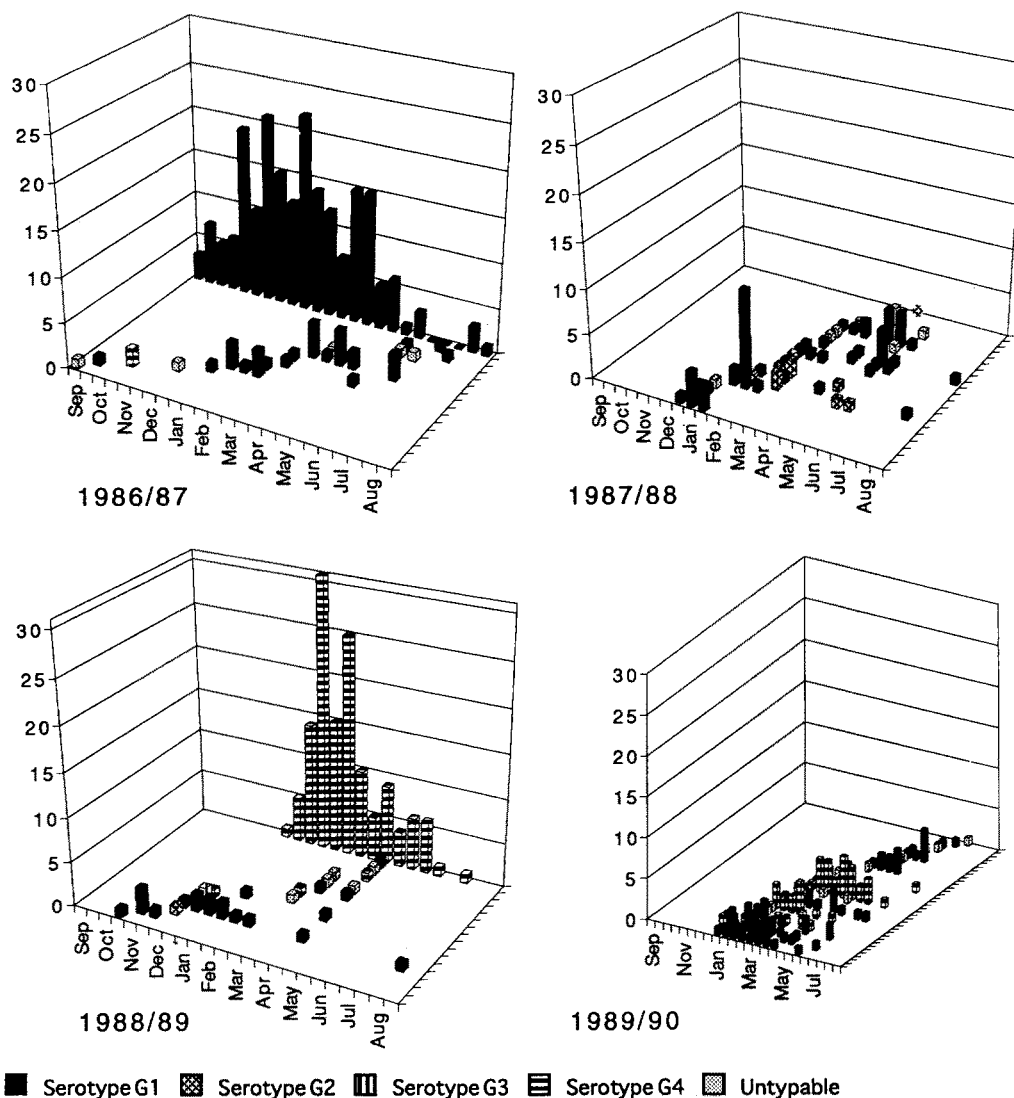 30
25
20
15
10
5
0
Sep
Oct
Nov
Dec
Jan
Feb
Mar
Apr
May
Jun
Jul
Aug
1986/87
30
25
20
15
10
5
0
Sep
Oct
Nov
Dec
Jan
Feb
Mar
Apr
May
Jun
Jul
Aug
1987/88
30
25
20
15
10
5
0
Sep
Oct
Nov
Dec
Jan
Feb
Mar
Apr
May
Jun
Jul
Aug
1988/89
30
25
20
15
10
5
0
Sep
Nov
Jan
Mar
May
Jul
1989/90
Serotype G1 Serotype G2 Serotype G3 Serotype G4 Untypable